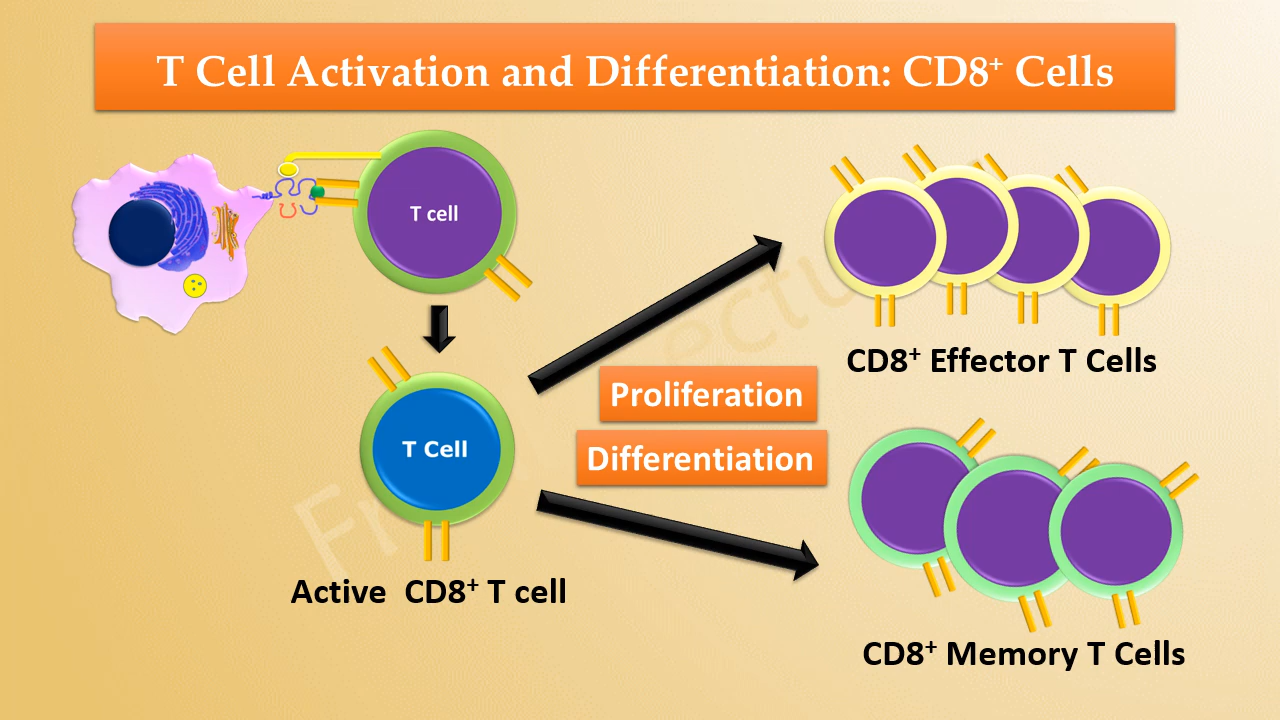 T Cell Activation and Differentiation: CD8⁺ Cells
T cell
T Cell
Active CD8⁺ T cell
Proliferation
Differentiation
CD8⁺ Effector T Cells
CD8⁺ Memory T Cells